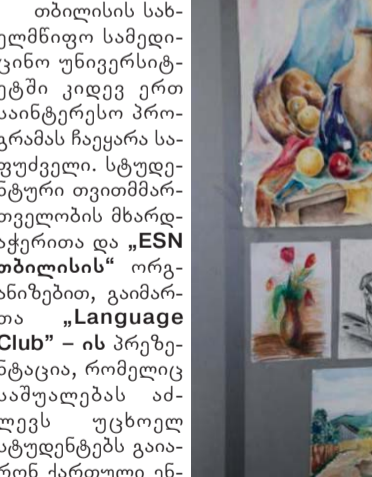 თბილისის სახ-
ელმწიფო სამედი-
ცინო უნივერსიტ-
ეტში კიდევ ერთ
საინტერესო პრო-
გრამას ჩაეყარა სა-
ფუძველი. სტუდე-
ნტური თვითმმარ-
თველობის მხარდ-
აჭერითა და „ESN
თბილისის“ ორგ-
ანიზებით, გაიმარ-
თა „Language
Club” – ის პრეზე-
ნტაცია, რომელიც
საშუალებას აძ-
ლევს უცხოელ
სტუდენტებს გაია-
რონ ქართული ენ-